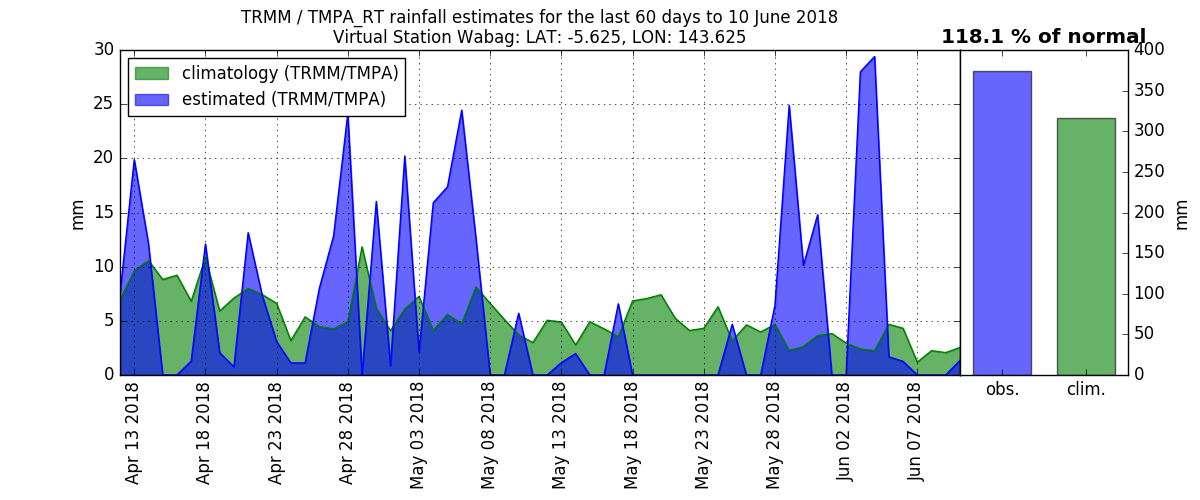 TRMM / TMPA_RT rainfall estimates for the last 60 days to 10 June 2018
Virtual Station Wabag: LAT: -5.625, LON: 143.625
118.1 % of normal
climatology (TRMM/TMPA)
estimated (TRMM/TMPA)
30
25
20
15
10
5
0
mm
Apr 13 2018
Apr 18 2018
Apr 23 2018
Apr 28 2018
May 03 2018
May 08 2018
May 13 2018
May 18 2018
May 23 2018
May 28 2018
Jun 02 2018
Jun 07 2018
obs.
clim.
400
350
300
250
200
150
100
50
0
mm